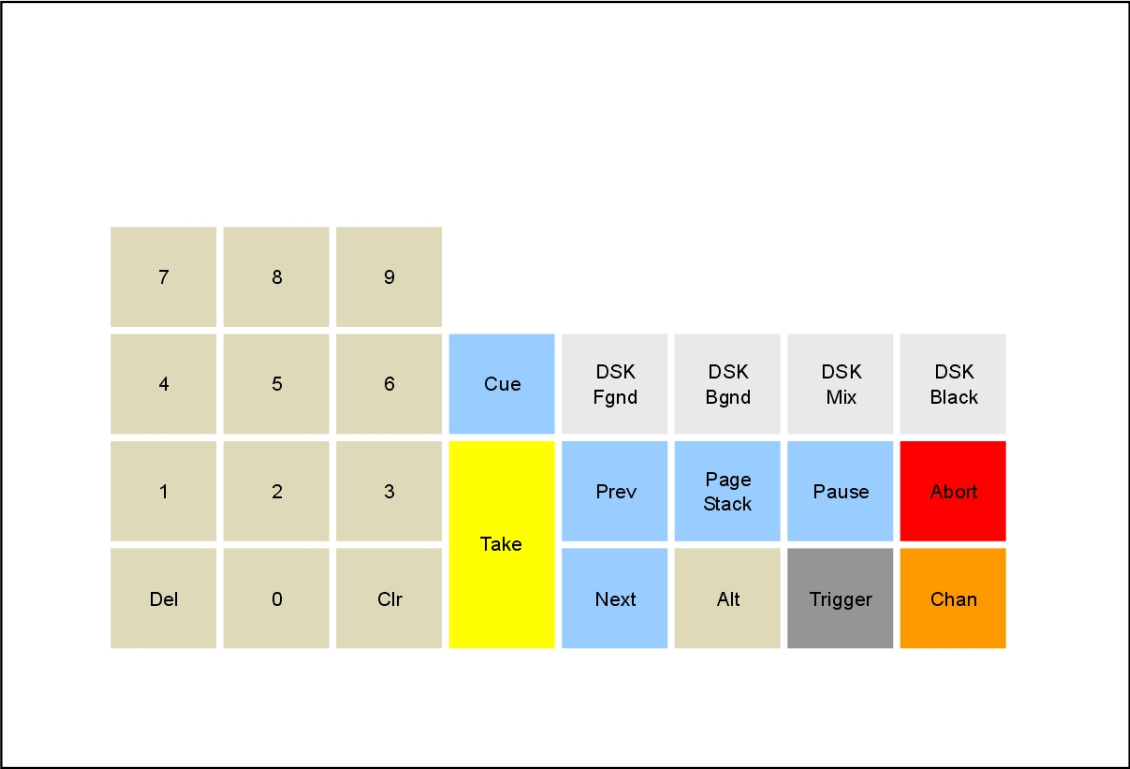 7
8
9
4
5
6
Cue
DSK
Fgnd
DSK
Bgnd
DSK
Mix
DSK
Black
1
2
3
Take
Prev
Page
Stack
Pause
Abort
Del
0
Clr
Next
Alt
Trigger
Chan